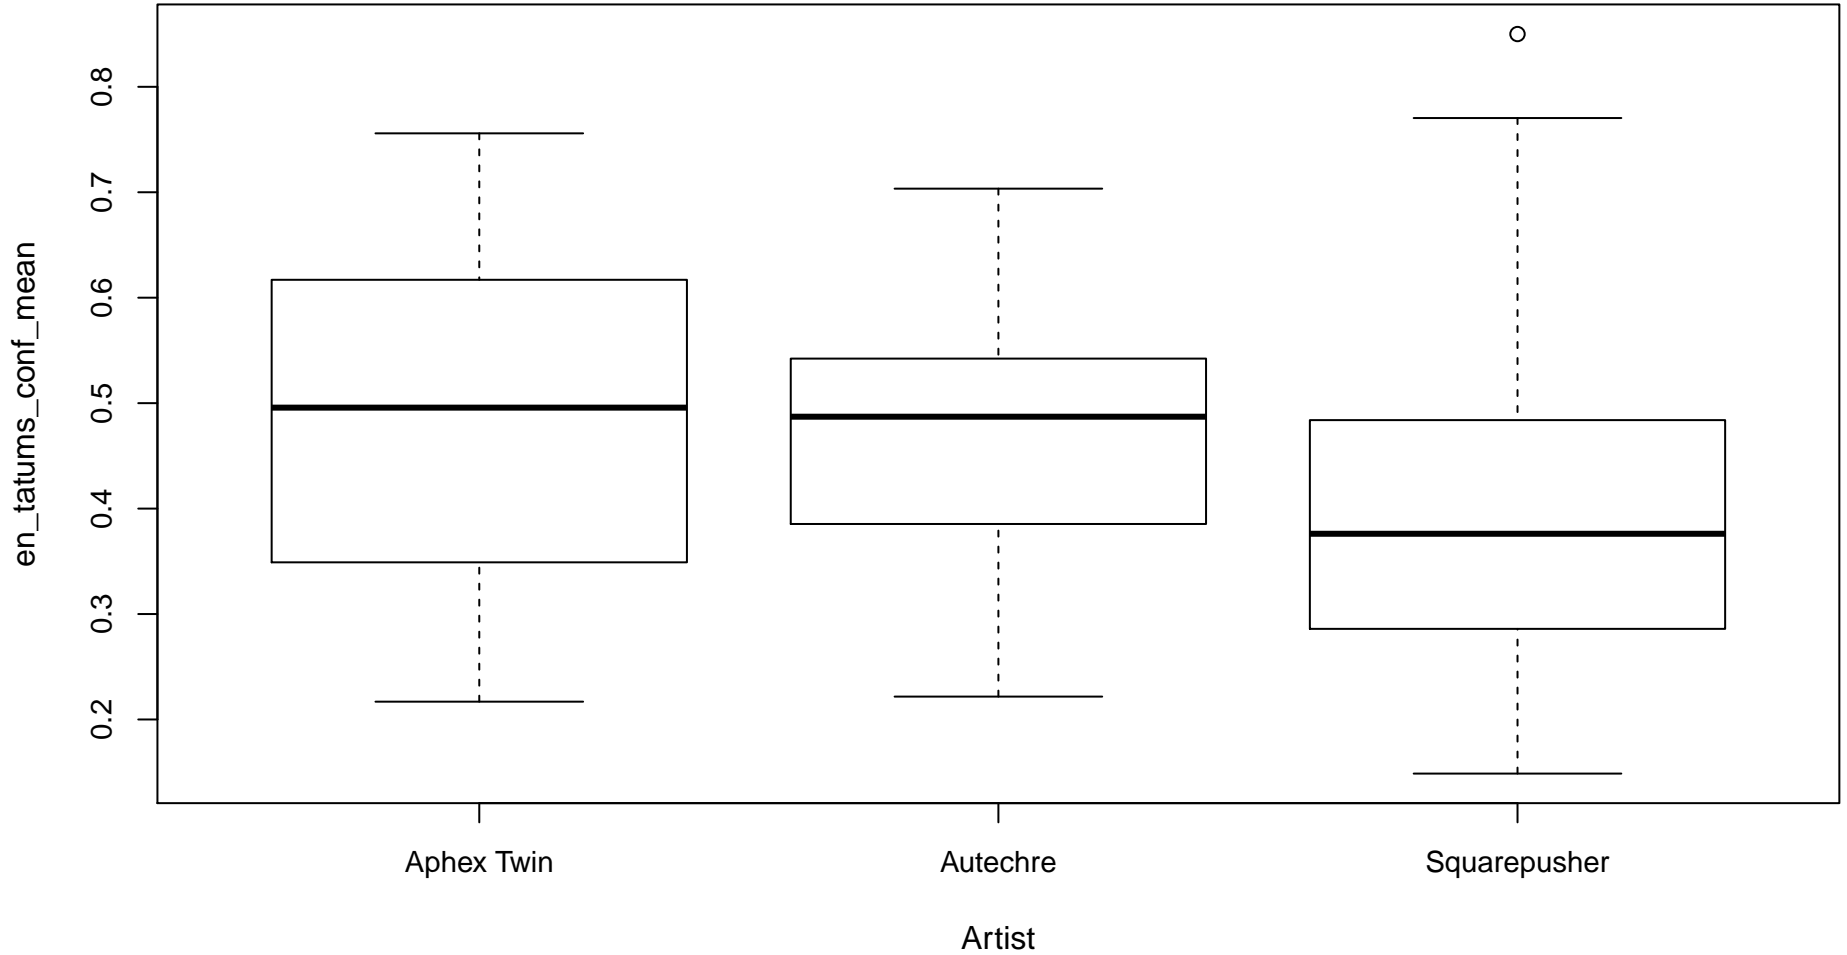 en_tatums_conf_mean
0.8
0.7
0.6
0.5
0.4
0.3
0.2
Aphex Twin
Autechre
Squarepusher
Artist